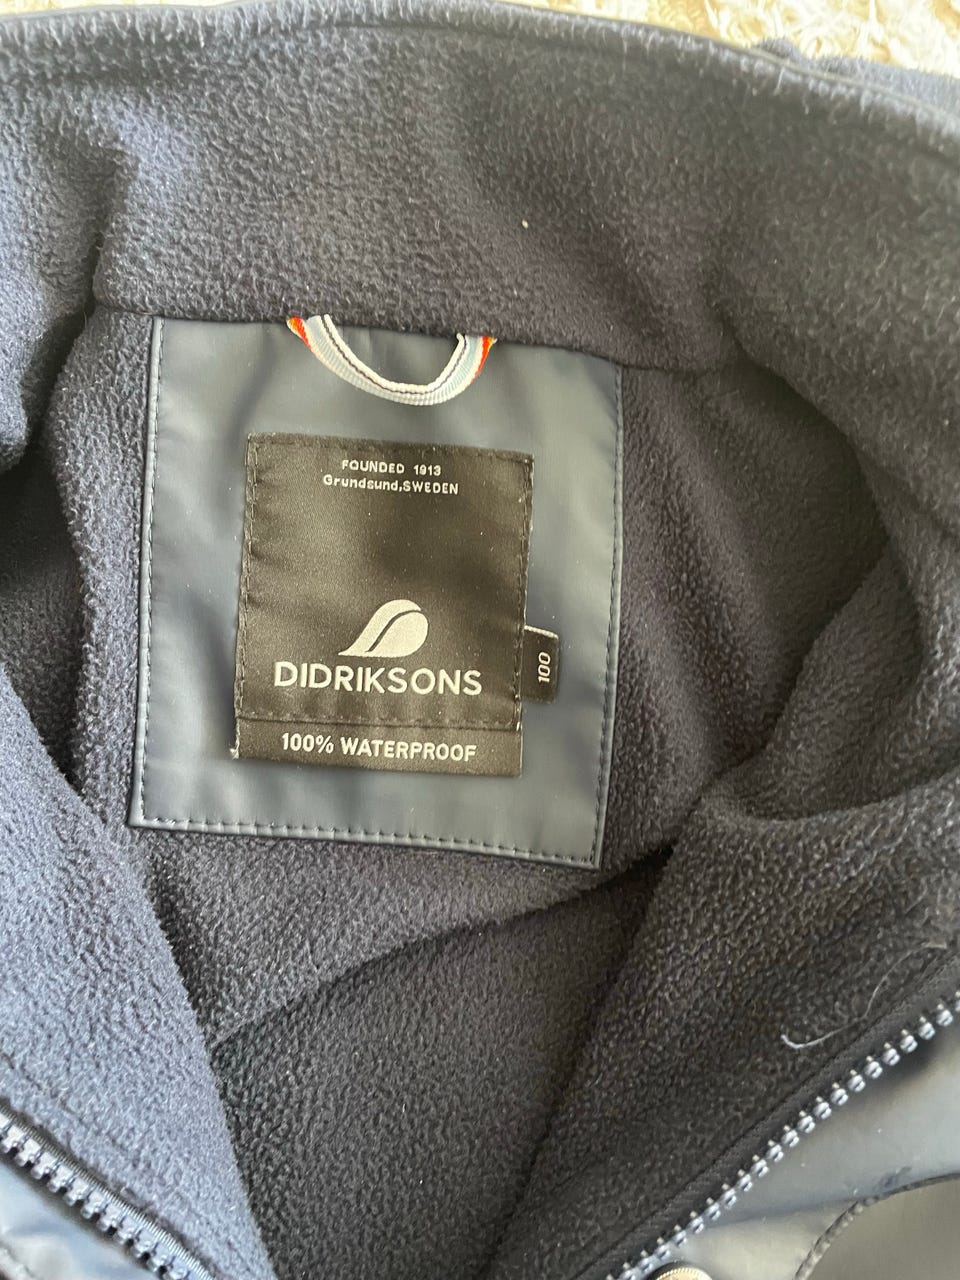 FOUNDED 1913
Grundsund,SWEDEN
DIDRIKSONS
100
100% WATERPROOF